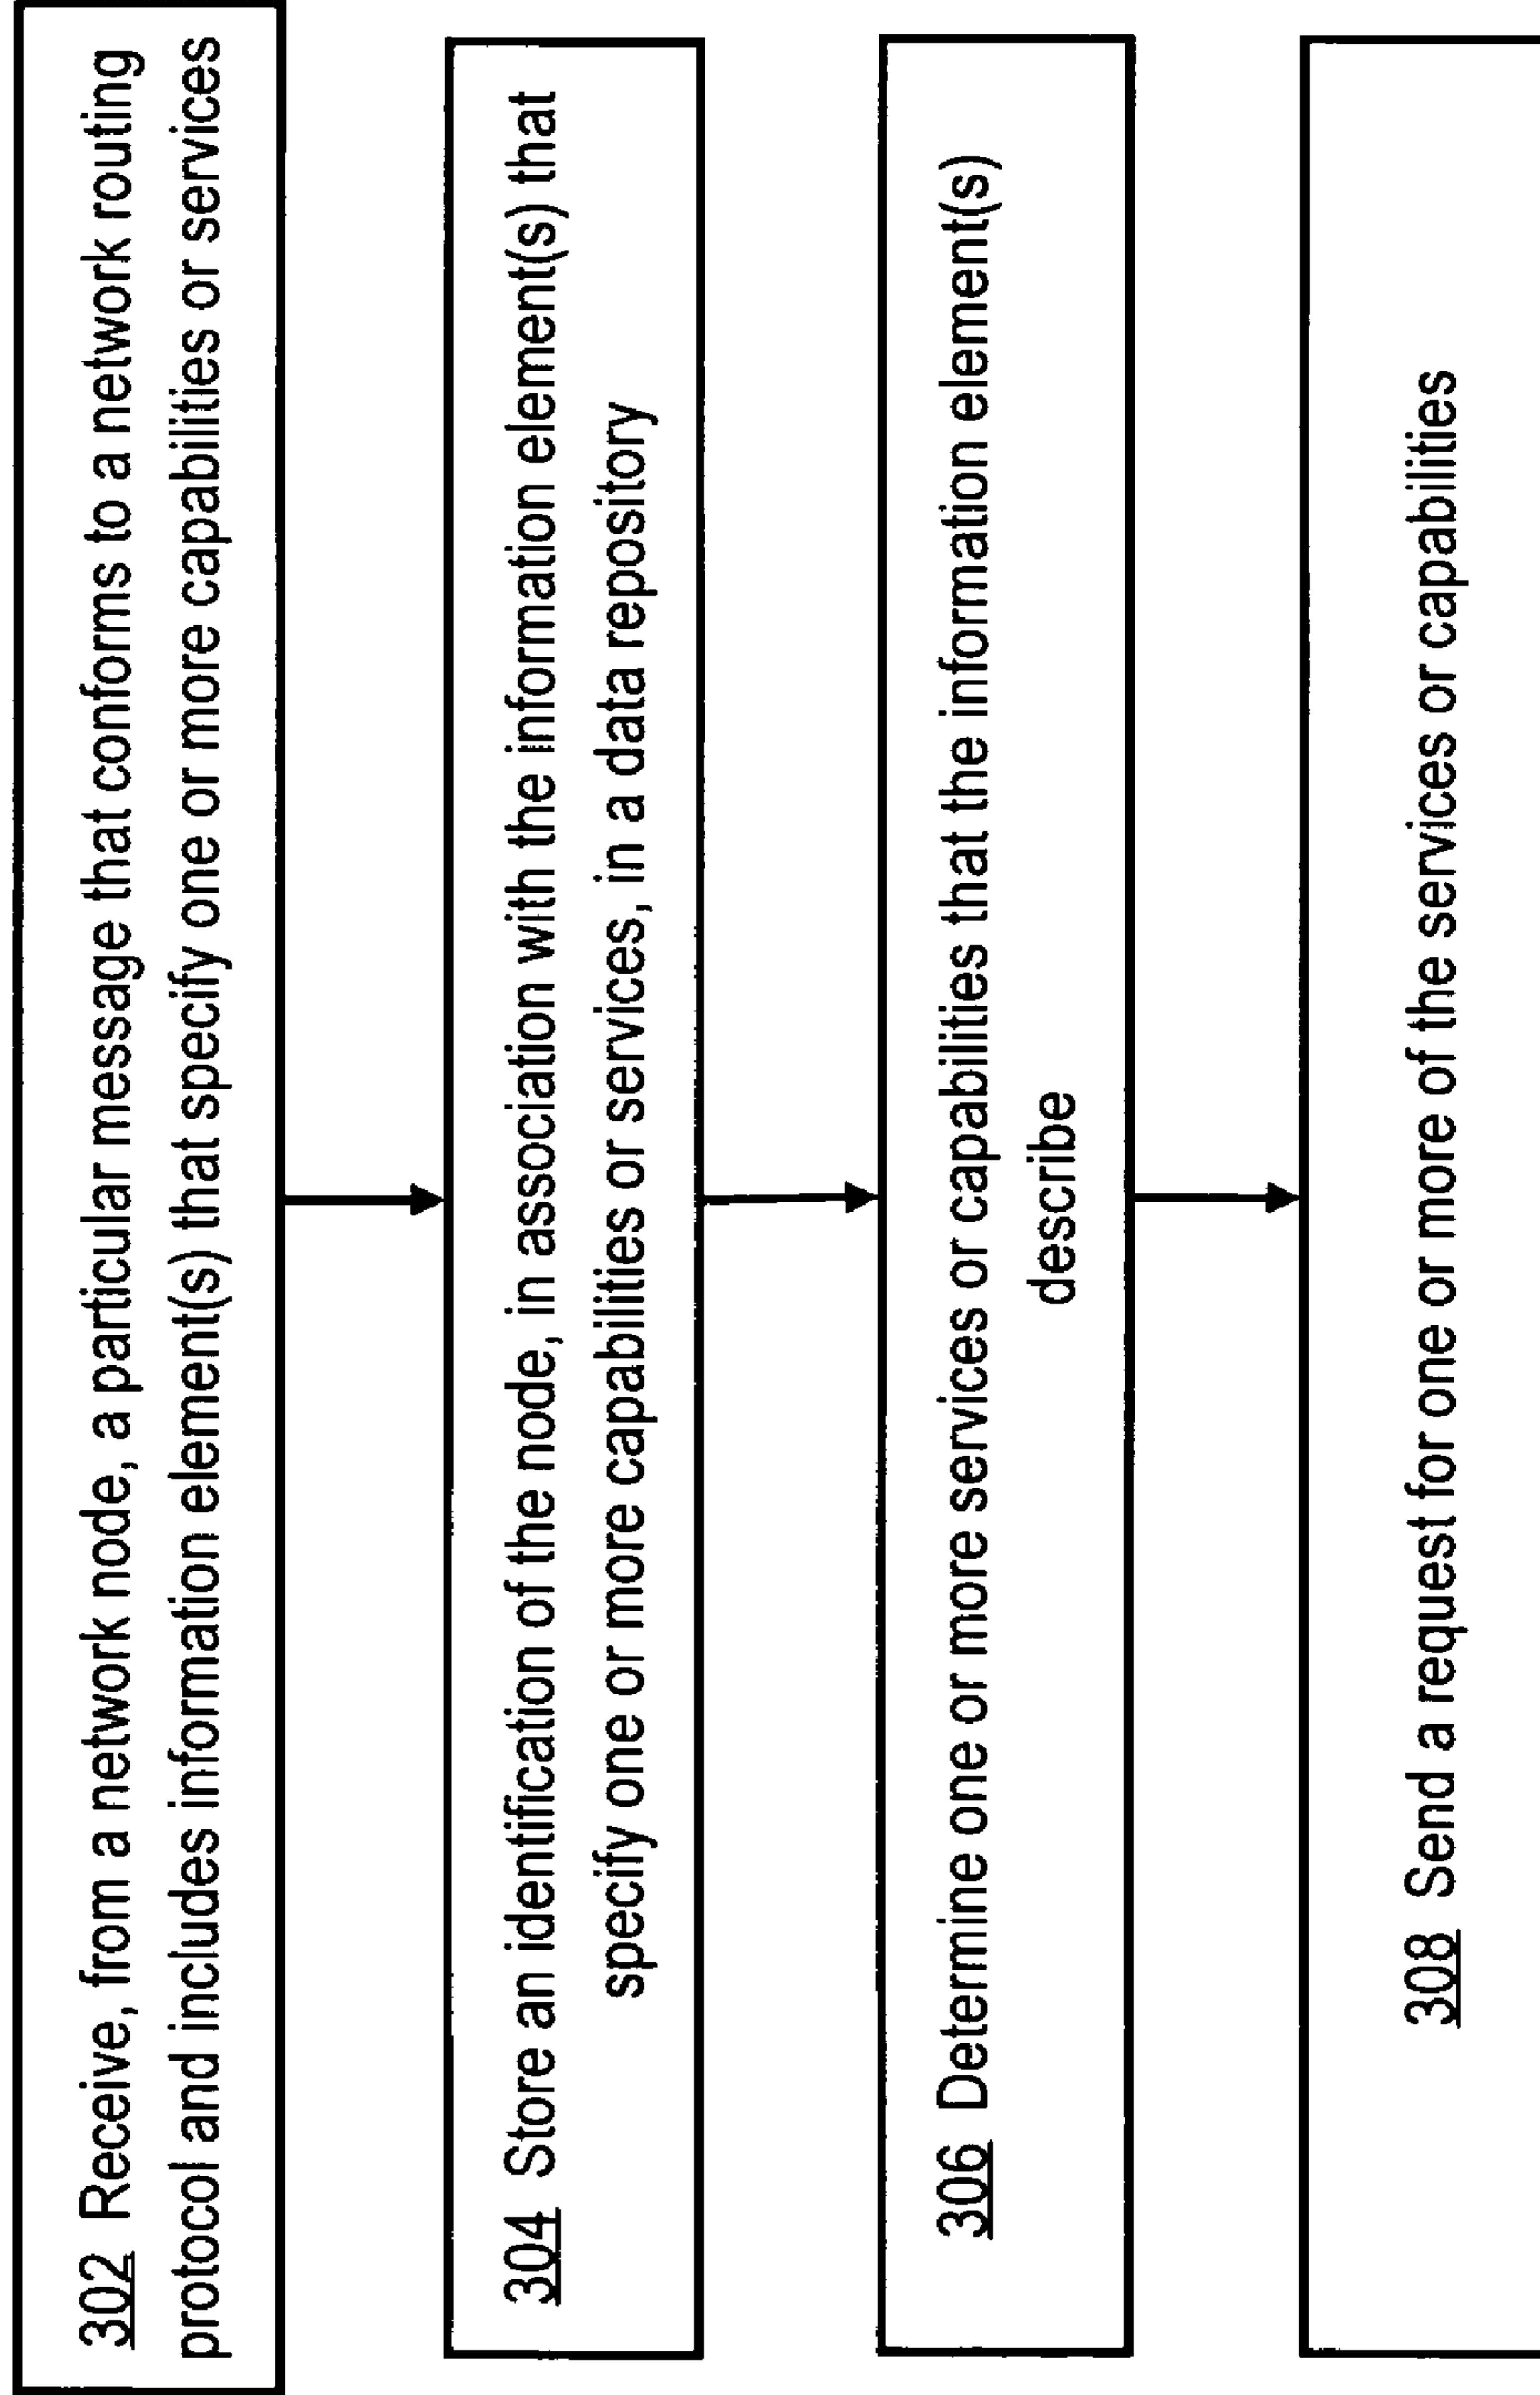 302 Receive, from a network node, a particular message that conforms to a network routing
protocol and includes information element(s) that specify one or more capabilities or services
304 Store an identification of the node, in association with the information element(s) that
specify one or more capabilities or services, in a data repository
306 Determine one or more services or capabilities that the information element(s)
describe
308 Send a request for one or more of the services or capabilities